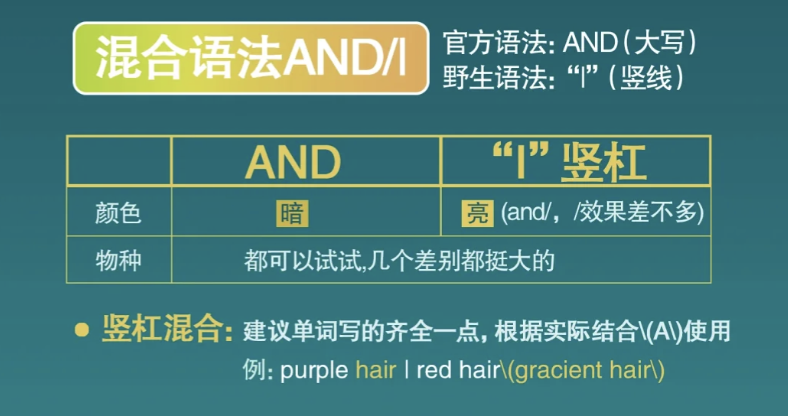 混合语法AND/|
官方语法: AND(大写)
野生语法: “|”(竖线)
AND
“|” 竖杠
颜色
暗
亮 (and/, /效果差不多)
物种
都可以试试,几个差别都挺大的
● 竖杠混合: 建议单词写的齐全一点, 根据实际结合\(A\)使用
例: purple hair | red hair\(gracient hair\)